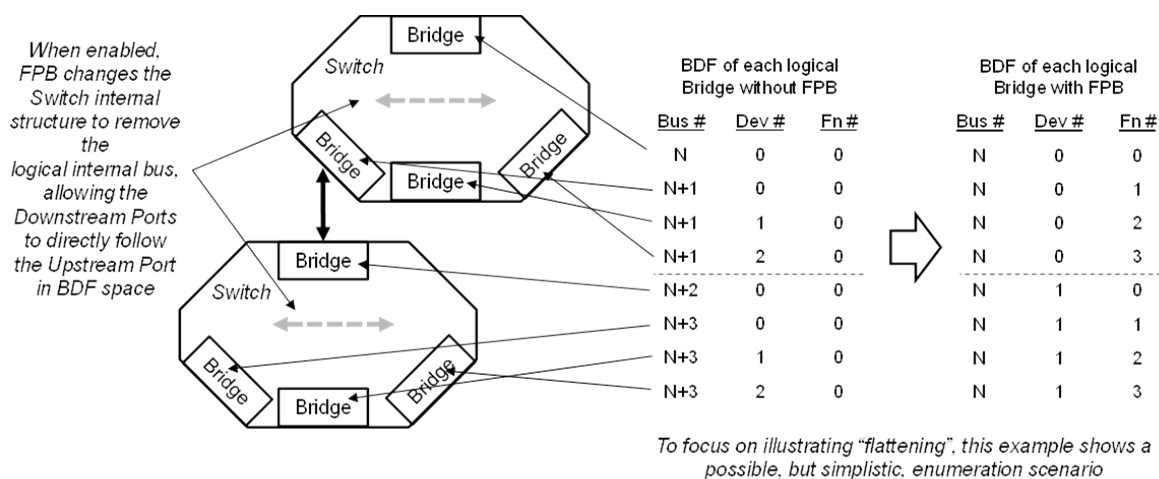 When enabled,
FPB changes the
Switch internal
structure to remove
the
logical internal bus,
allowing the
Downstream Ports
to directly follow
the Upstream Port
in BDF space
Bridge
Switch
Bridge
Bridge
Bridge
Bridge
Switch
Bridge
Bridge
Bridge
BDF of each logical
Bridge without FPB
Bus # Dev # Fn #
N 0 0
N+1 0 0
N+1 1 0
N+1 2 0
N+2 0 0
N+3 0 0
N+3 1 0
N+3 2 0
BDF of each logical
Bridge with FPB
Bus # Dev # Fn #
N 0 0
N 0 1
N 0 2
N 0 3
N 1 0
N 1 1
N 1 2
N 1 3
To focus on illustrating “flattening”, this example shows a
possible, but simplistic, enumeration scenario